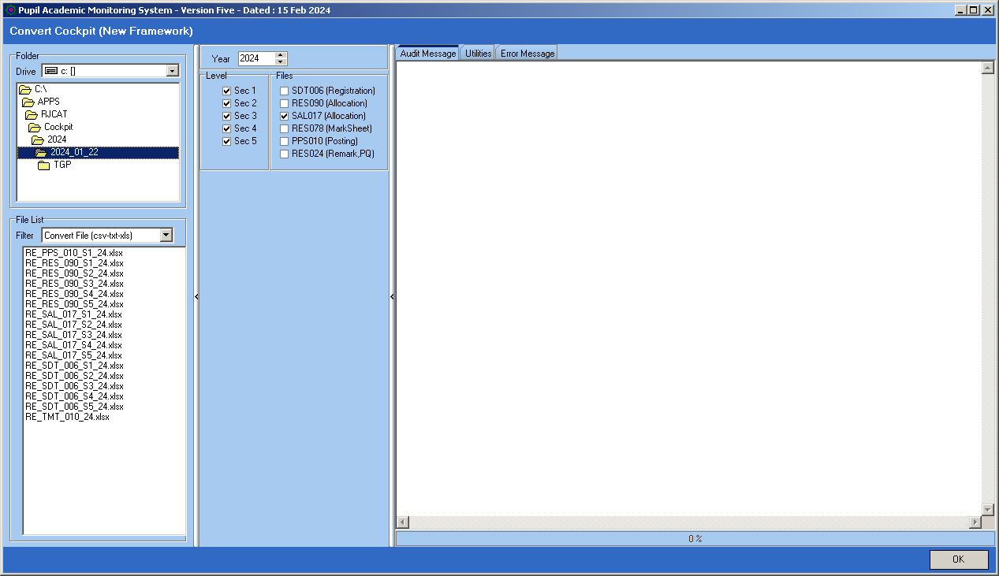 Pupil Academic Monitoring System - Version Five - Dated : 15 Feb 2024
Convert Cockpit (New Framework)
Folder
Drive c: []
C:\
APPS
RJCAT
Cockpit
2024
2024_01_22
TGP
File List
Filter Convert File (csv-txt-xls)
RE_PPS_010_S1_24.xlsx
RE_RES_090_S1_24.xlsx
RE_RES_090_S2_24.xlsx
RE_RES_090_S3_24.xlsx
RE_RES_090_S4_24.xlsx
RE_RES_090_S5_24.xlsx
RE_SAL_017_S1_24.xlsx
RE_SAL_017_S2_24.xlsx
RE_SAL_017_S3_24.xlsx
RE_SAL_017_S4_24.xlsx
RE_SAL_017_S5_24.xlsx
RE_SDT_006_S1_24.xlsx
RE_SDT_006_S2_24.xlsx
RE_SDT_006_S3_24.xlsx
RE_SDT_006_S4_24.xlsx
RE_SDT_006_S5_24.xlsx
RE_TMT_010_24.xlsx
Year 2024
Level
Sec 1
Sec 2
Sec 3
Sec 4
Sec 5
Files
SDT006 (Registration)
RES090 (Allocation)
SAL017 (Allocation)
RES078 (MarkSheet)
PPS010 (Posting)
RES024 (Remark,PQ)
Audit Message Utilities Error Message
0 %
OK